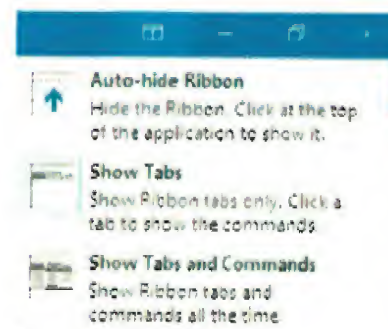 Auto-hide Ribbon
Hide the Ribbon. Click at the top
of the application to show it.
Show Tabs
Show Ribbon tabs only. Click a
tab to show the commands
Show Tabs and Commands
Show Ribbon tabs and
commands all the time